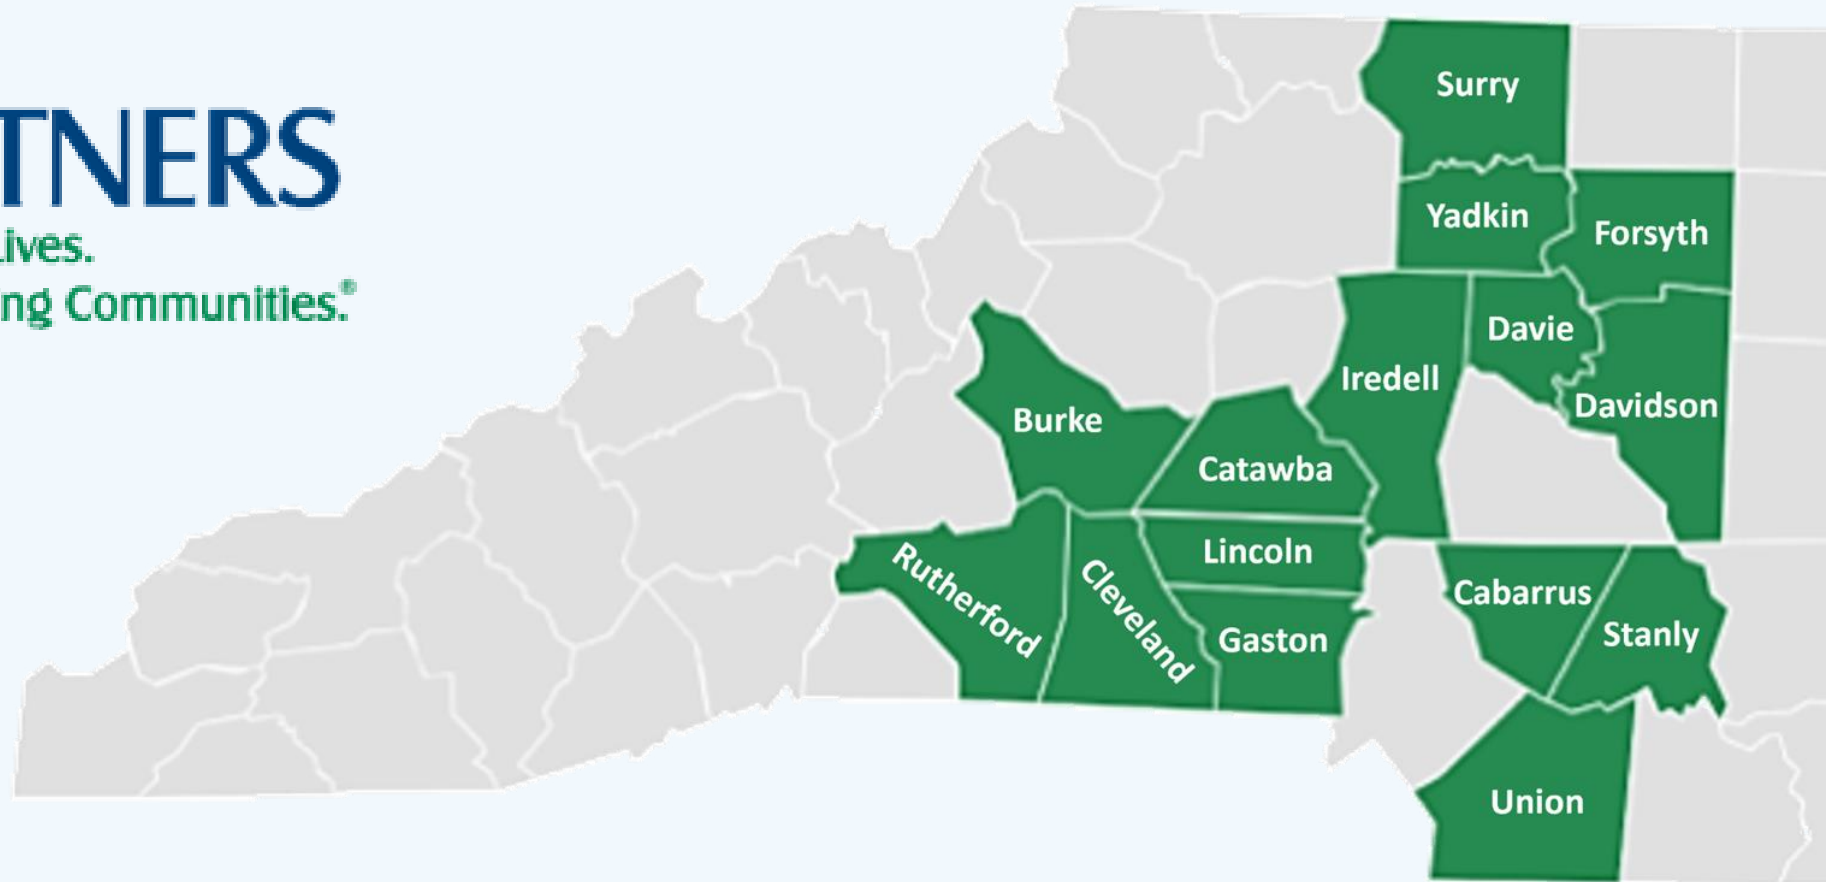 TNERS
Lives.
ng Communities.®
Surry
Yadkin
Forsyth
Davie
Iredell
Davidson
Burke
Catawba
Lincoln
Rutherford
Cleveland
Cabarrus
Gaston
Stanly
Union